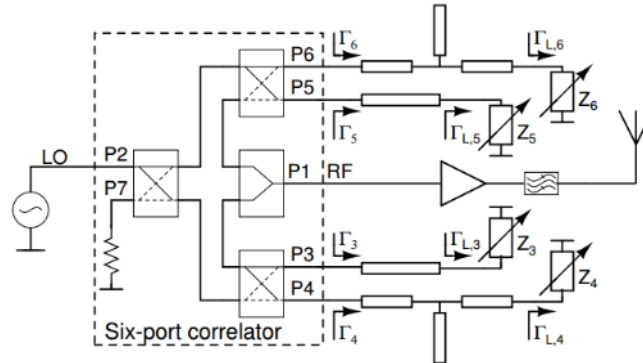 P6 Γ6 ΓL,6
P5 Z6
Γ5 ΓL,5 Z5
LO P2 P1 RF
P7
P3 Γ3 ΓL,3 Z3
P4 Z4
Six-port correlator Γ4 ΓL,4